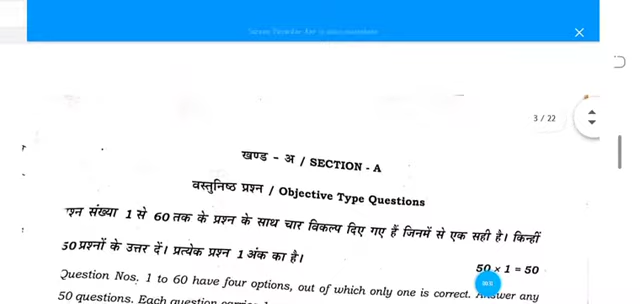 3 / 22
खण्ड - अ / SECTION - A
वस्तुनिष्ठ प्रश्न / Objective Type Questions
प्रश्न संख्या 1 से 60 तक के प्रश्न के साथ चार विकल्प दिए गए हैं जिनमें से एक सही है। किन्हीं
50 प्रश्नों के उत्तर दें। प्रत्येक प्रश्न 1 अंक का है।
50 × 1 = 50
Question Nos. 1 to 60 have four options, out of which only one is correct. Answer any
50 questions. Each question